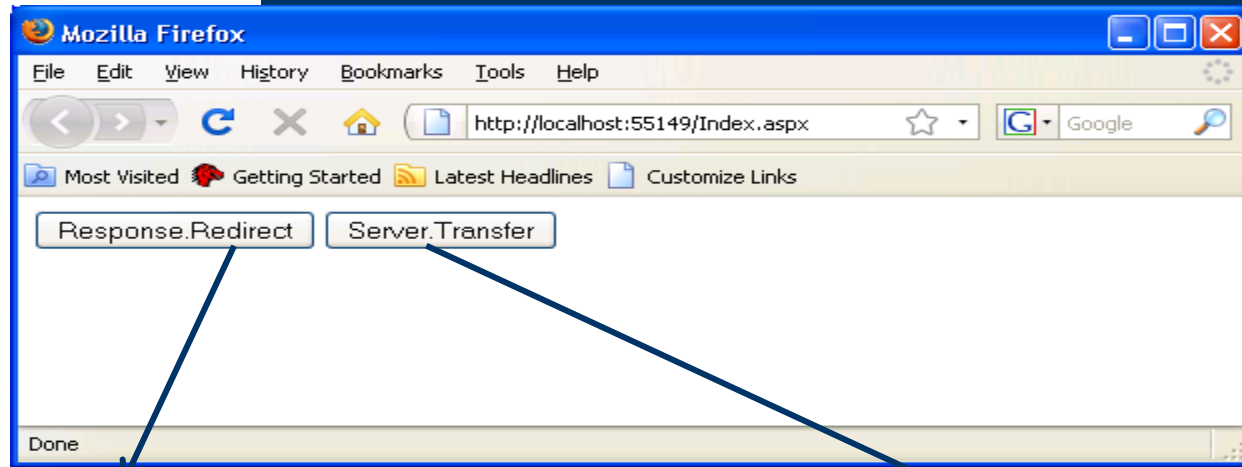 Mozilla Firefox
File Edit View History Bookmarks Tools Help
http://localhost:55149/Index.aspx G Google
Most Visited Getting Started Latest Headlines Customize Links
Response.Redirect Server.Transfer
Done